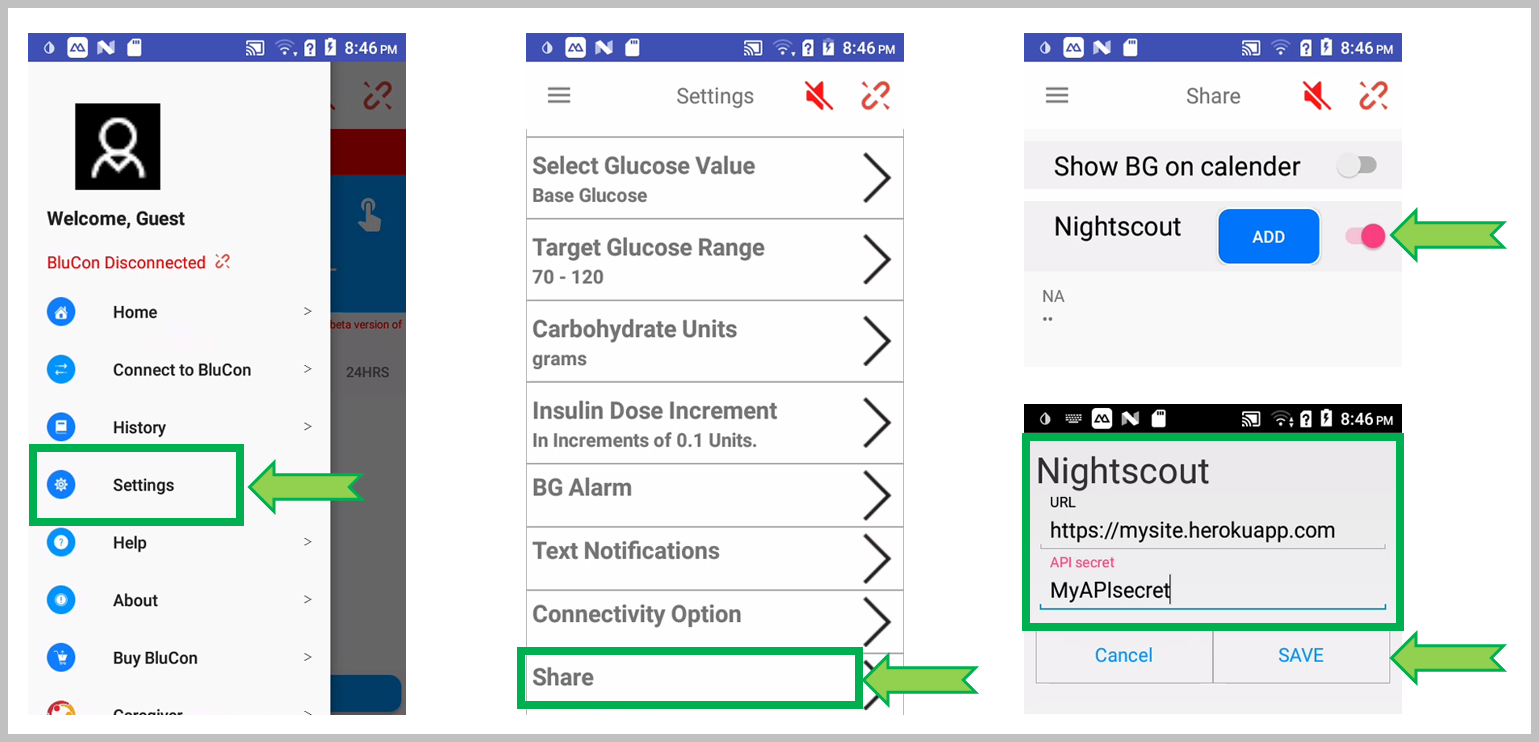 8:46 PM
Welcome, Guest
BluCon Disconnected
Home >
beta version of
Connect to BluCon >
24HRS
History >
Settings
Help >
About >
Buy BluCon >
Caregiver >
8:46 PM
Settings
Select Glucose Value
Base Glucose
Target Glucose Range
70 - 120
Carbohydrate Units
grams
Insulin Dose Increment
In Increments of 0.1 Units.
BG Alarm
Text Notifications
Connectivity Option
Share
8:46 PM
Share
Show BG on calender
Nightscout
ADD
NA
..
8:46 PM
Nightscout
URL
https://mysite.herokuapp.com
API secret
MyAPIsecret
Cancel SAVE